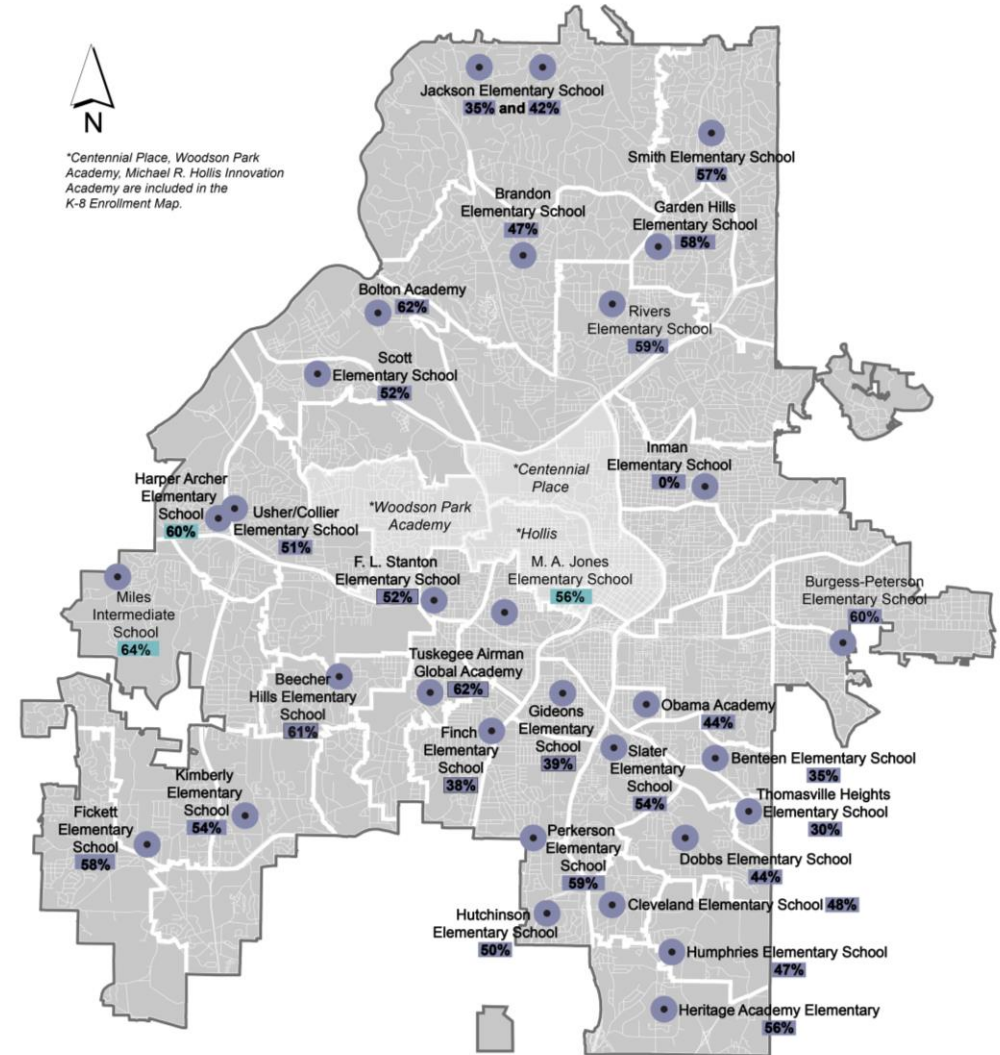 N
*Centennial Place, Woodson Park
Academy, Michael R. Hollis Innovation
Academy are included in the
K-8 Enrollment Map.
Jackson Elementary School
35% and 42%
Smith Elementary School
57%
Brandon
Elementary School
47%
Garden Hills
Elementary School
58%
Bolton Academy
62%
Rivers
Elementary School
59%
Scott
Elementary School
52%
Inman
Elementary School
0%
*Centennial
Place
Harper Archer
Elementary
School
60%
Usher/Collier
Elementary School
51%
*Woodson Park
Academy
*Hollis
F. L. Stanton
Elementary School
52%
M. A. Jones
Elementary School
56%
Burgess-Peterson
Elementary School
60%
Miles
Intermediate
School
64%
Tuskegee Airman
Global Academy
62%
Beecher
Hills Elementary
School
61%
Gideons
Elementary
School
39%
Obama Academy
44%
Finch
Elementary
School
38%
Slater
Elementary
School
54%
Benteen Elementary School
35%
Kimberly
Elementary
School
54%
Thomasville Heights
Elementary School
30%
Fickett
Elementary
School
58%
Perkerson
Elementary
School
59%
Dobbs Elementary School
44%
Cleveland Elementary School 48%
Hutchinson
Elementary School
50%
Humphries Elementary School
47%
Heritage Academy Elementary
56%